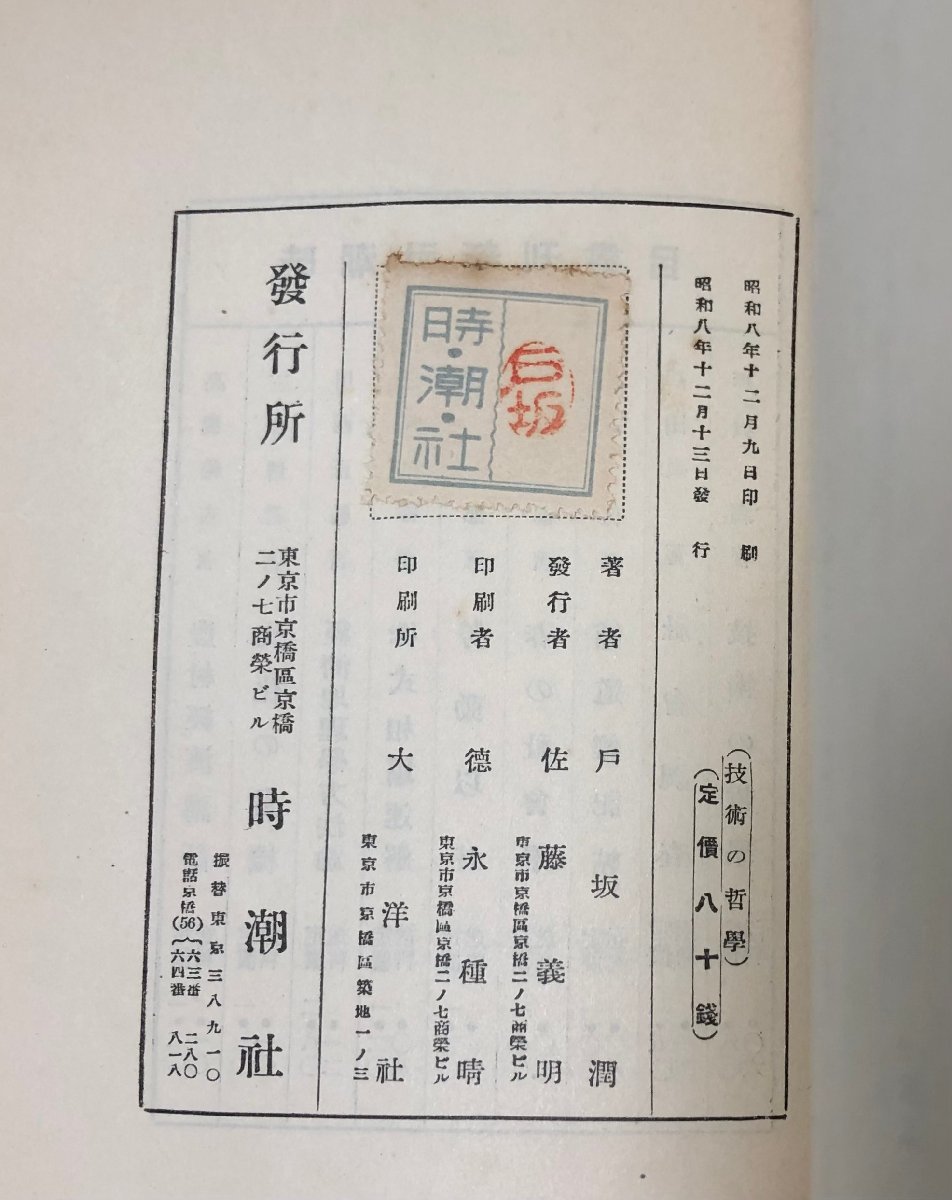 昭和八年十二月九日印刷
昭和八年十二月十三日發行
(技術の哲學)
(定價八十錢)
時・潮・社
戸坂
著者 戸坂潤
發行者 佐藤義明
東京市京橋區京橋二ノ七商榮ビル
印刷者 德永種晴
東京市京橋區京橋二ノ七商榮ビル
印刷所 大洋社
東京市京橋區築地一ノ三
發行所
東京市京橋區京橋
二ノ七商榮ビル
時潮社
振替東京三八九一〇
電話京橋(56)
六三番 二八〇
六四番 八一八